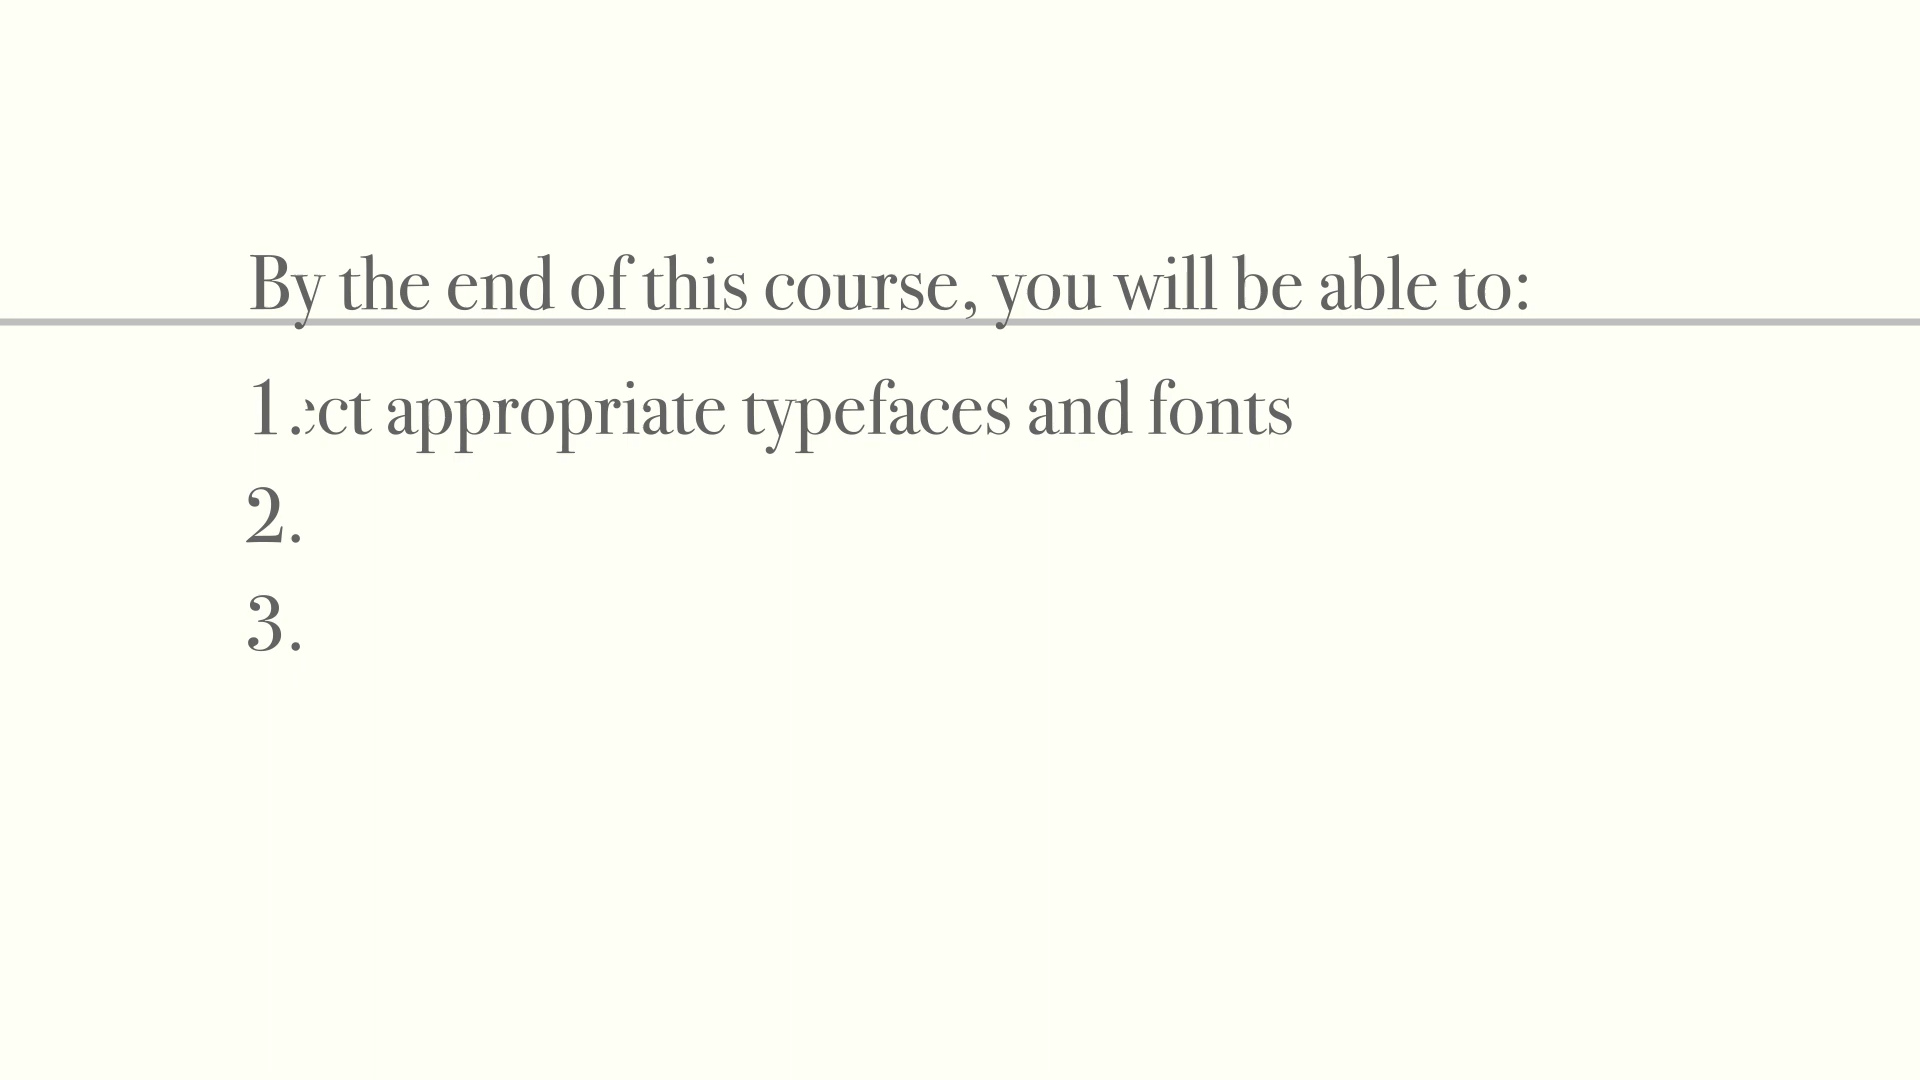 By the end of this course, you will be able to:
1. ct appropriate typefaces and fonts
2.
3.